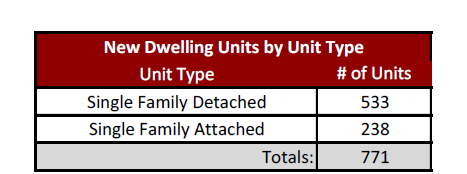 New Dwelling Units by Unit Type
Unit Type # of Units
Single Family Detached 533
Single Family Attached 238
Totals: 771